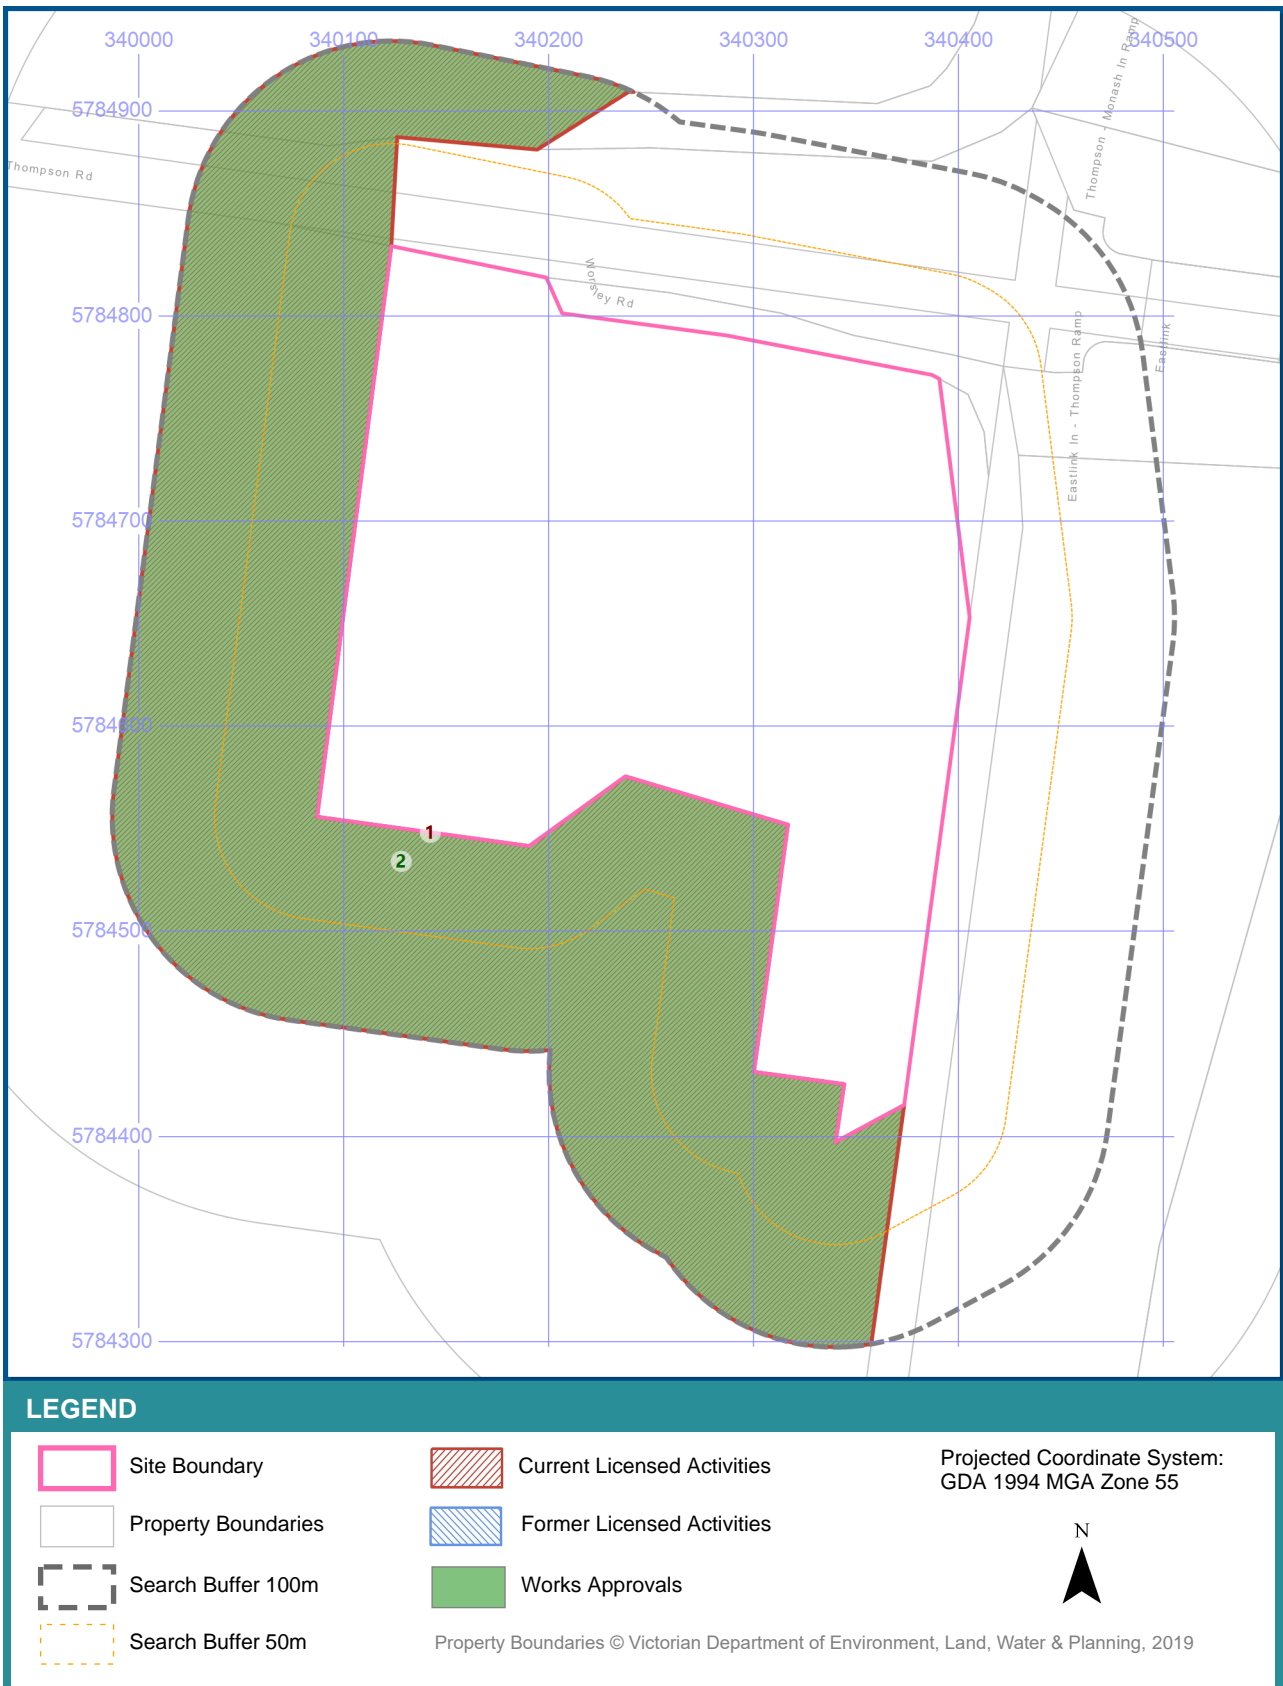 340000 340100 340200 340300 340400 340500
5784900
5784800
5784700
5784600
5784500
5784400
5784300
Thompson Rd
Thompson - Monash In Ramp
Worsley Rd
Eastlink In - Thompson Ramp
Eastlink
1
2
LEGEND
Site Boundary
Property Boundaries
Search Buffer 100m
Search Buffer 50m
Current Licensed Activities
Former Licensed Activities
Works Approvals
Projected Coordinate System:
GDA 1994 MGA Zone 55
N
Property Boundaries © Victorian Department of Environment, Land, Water & Planning, 2019